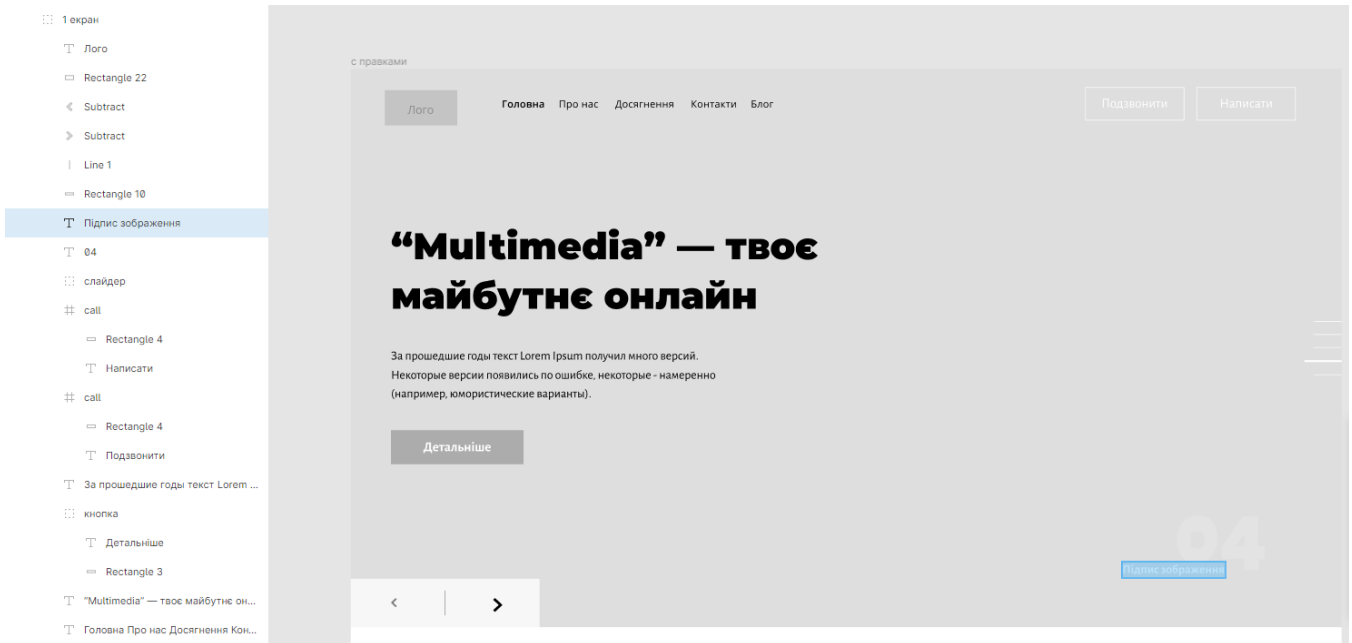 1 екран
Лого
Rectangle 22
Subtract
Subtract
Line 1
Rectangle 10
Підпис зображення
04
слайдер
call
Rectangle 4
Написати
call
Rectangle 4
Подзвонити
За прошедшие годы текст Lorem ...
кнопка
Детальніше
Rectangle 3
“Multimedia” — твоє майбутнє он...
Головна Про нас Досягнення Кон...
с правками
Лого
Головна Про нас Досягнення Контакти Блог
Подзвонити Написати
“Multimedia” — твоє
майбутнє онлайн
За прошедшие годы текст Lorem Ipsum получил много версий.
Некоторые версии появились по ошибке, некоторые - намеренно
(например, юмористические варианты).
Детальніше
04
Підпис зображення